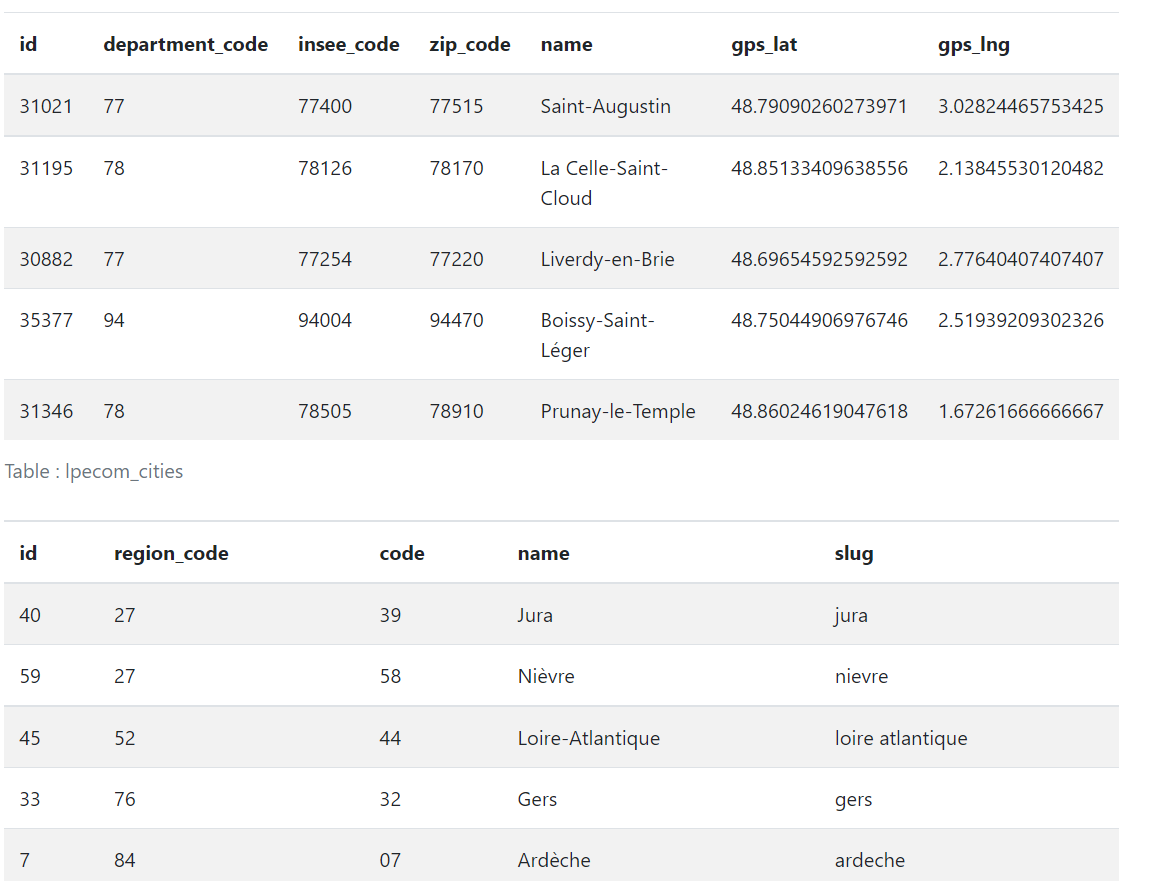 id department_code insee_code zip_code name gps_lat gps_lng
31021 77 77400 77515 Saint-Augustin 48.79090260273971 3.02824465753425
31195 78 78126 78170 La Celle-Saint- 48.85133409638556 2.13845530120482
Cloud
30882 77 77254 77220 Liverdy-en-Brie 48.69654592592592 2.77640407407407
35377 94 94004 94470 Boissy-Saint- 48.75044906976746 2.51939209302326
Léger
31346 78 78505 78910 Prunay-le-Temple 48.86024619047618 1.67261666666667
Table : lpecom_cities
id region_code code name slug
40 27 39 Jura jura
59 27 58 Nièvre nievre
45 52 44 Loire-Atlantique loire atlantique
33 76 32 Gers gers
7 84 07 Ardèche ardeche